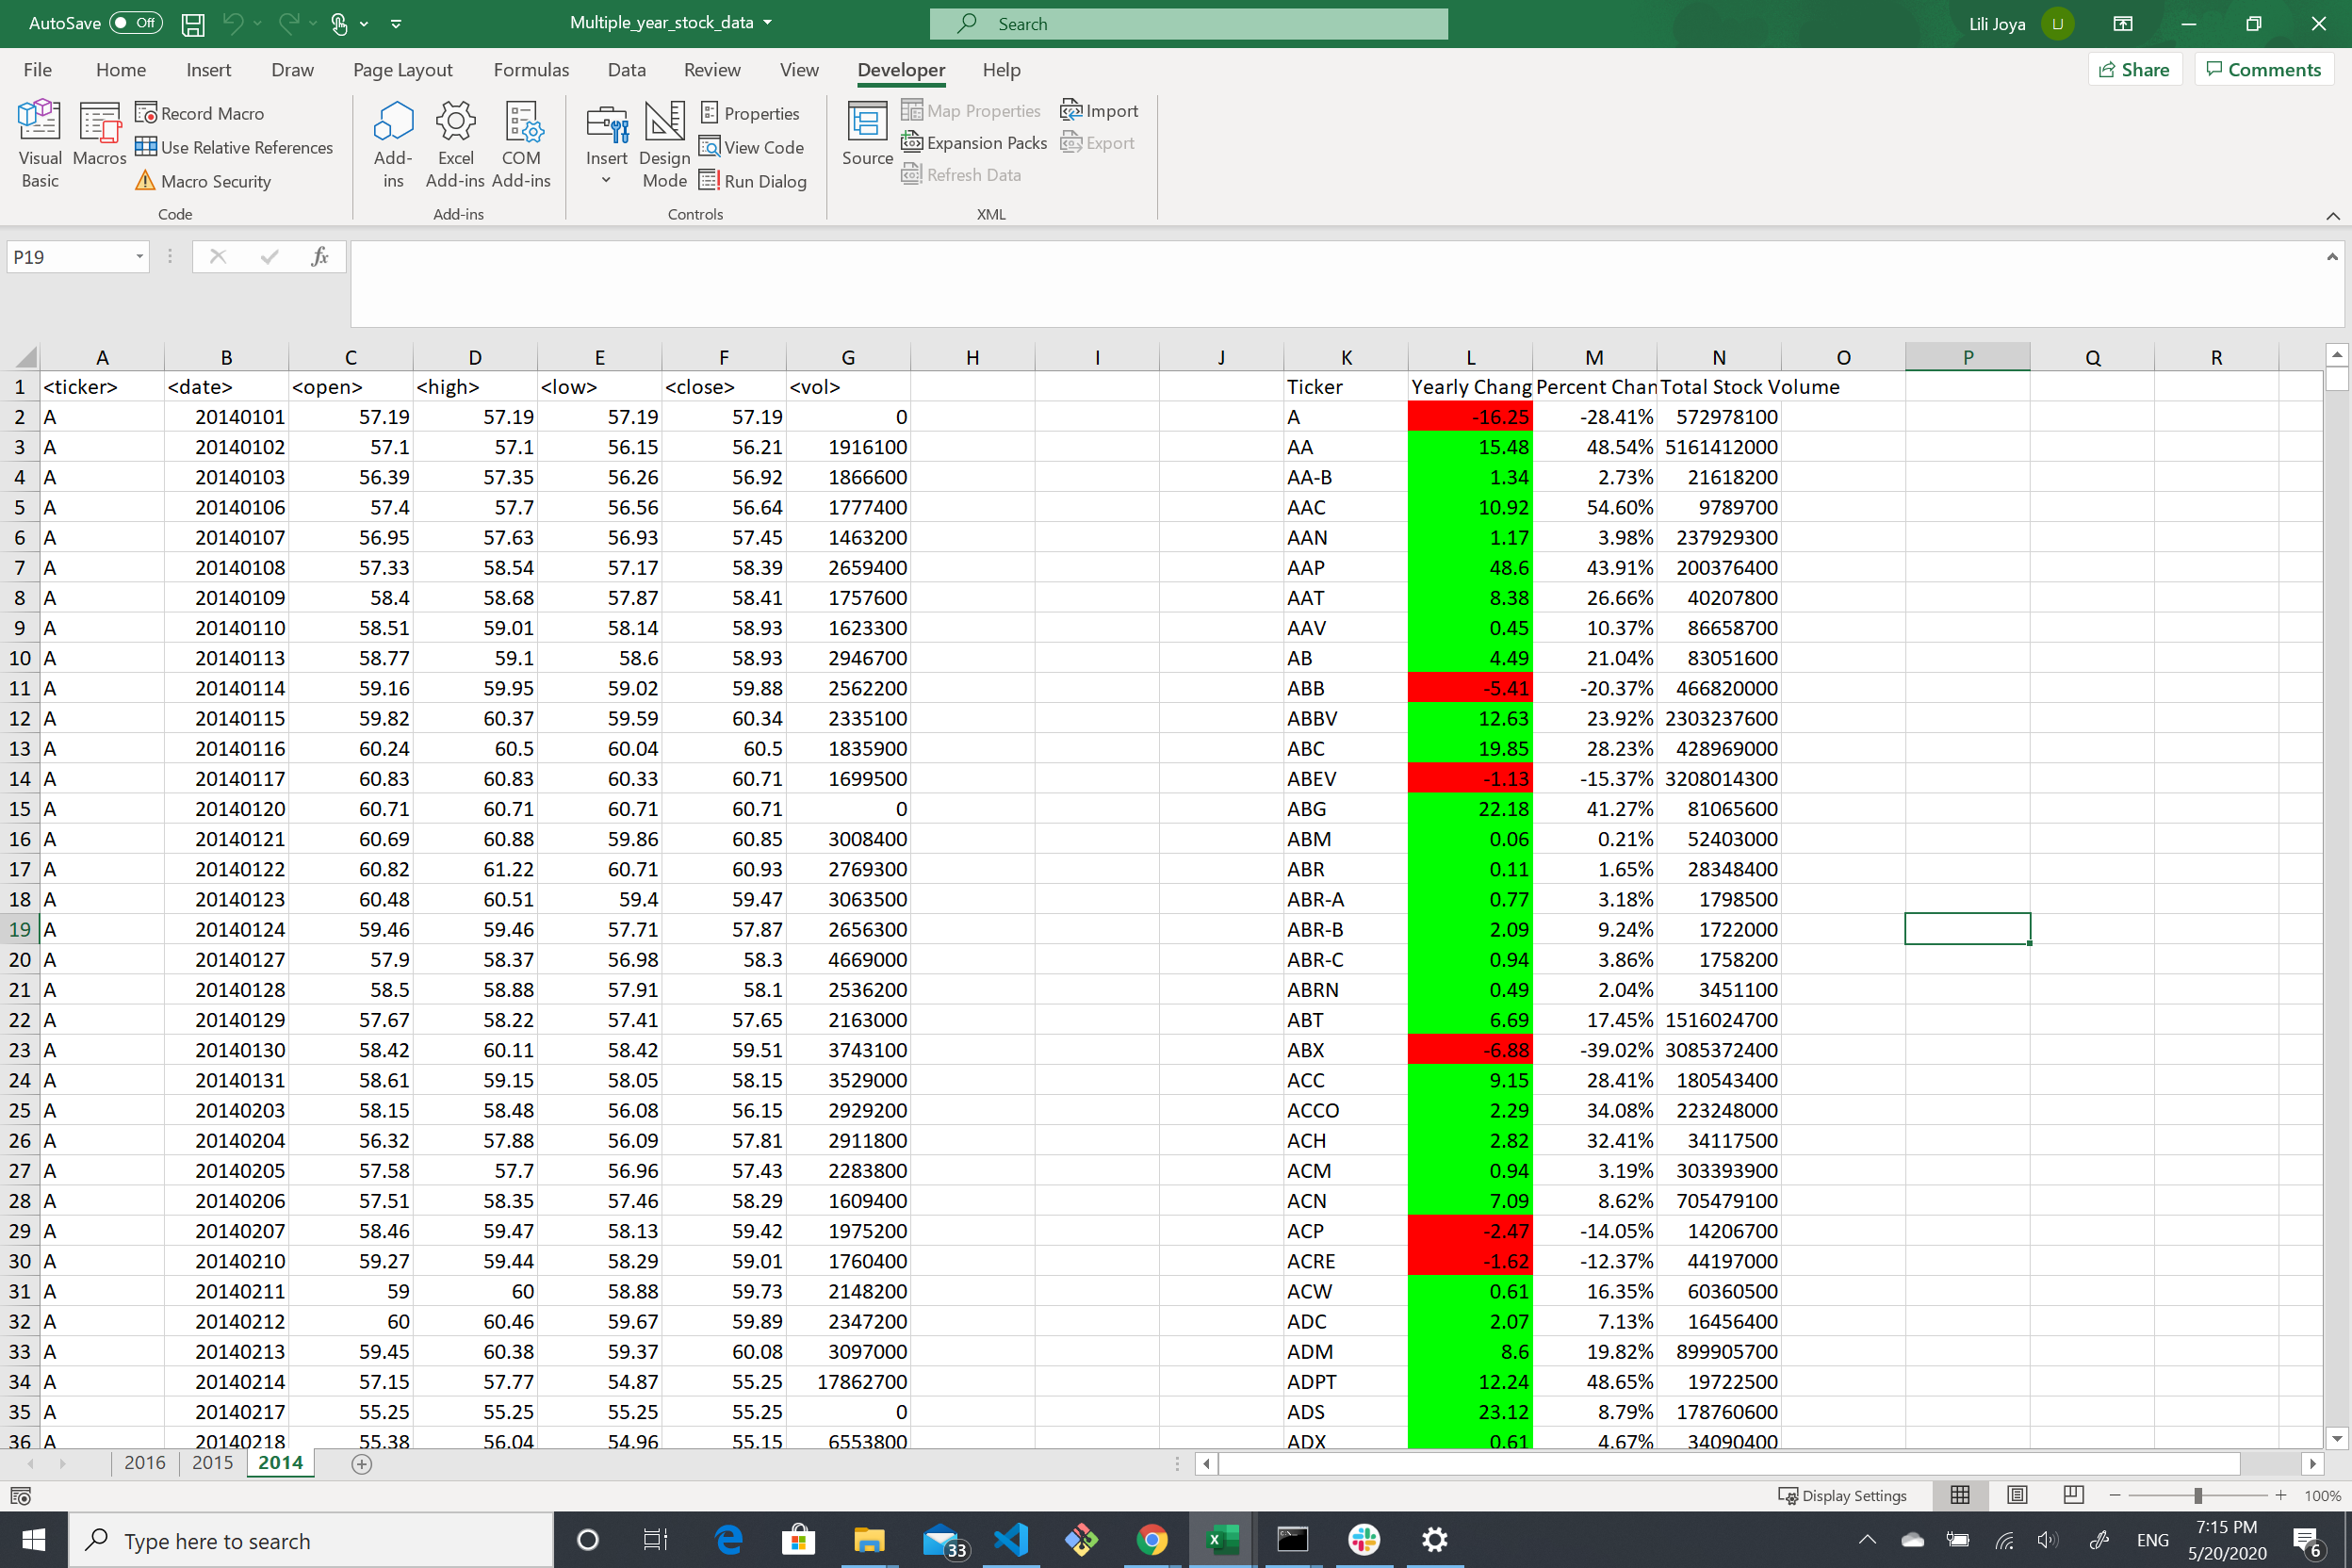 AutoSave Off Multiple_year_stock_data Search Lili Joya LJ
File Home Insert Draw Page Layout Formulas Data Review View Developer Help Share Comments
Visual Basic Macros Record Macro Use Relative References Macro Security Code
Add-ins Excel Add-ins COM Add-ins Add-ins
Insert Design Mode Properties View Code Run Dialog Controls
Source Map Properties Expansion Packs Refresh Data Import Export XML
P19 fx
A B C D E F G H I J K L M N O P Q R
1 <ticker> <date> <open> <high> <low> <close> <vol> Ticker Yearly Chang Percent Chan Total Stock Volume
2 A 20140101 57.19 57.19 57.19 57.19 0 A -16.25 -28.41% 572978100
3 A 20140102 57.1 57.1 56.15 56.21 1916100 AA 15.48 48.54% 5161412000
4 A 20140103 56.39 57.35 56.26 56.92 1866600 AA-B 1.34 2.73% 21618200
5 A 20140106 57.4 57.7 56.56 56.64 1777400 AAC 10.92 54.60% 9789700
6 A 20140107 56.95 57.63 56.93 57.45 1463200 AAN 1.17 3.98% 237929300
7 A 20140108 57.33 58.54 57.17 58.39 2659400 AAP 48.6 43.91% 200376400
8 A 20140109 58.4 58.68 57.87 58.41 1757600 AAT 8.38 26.66% 40207800
9 A 20140110 58.51 59.01 58.14 58.93 1623300 AAV 0.45 10.37% 86658700
10 A 20140113 58.77 59.1 58.6 58.93 2946700 AB 4.49 21.04% 83051600
11 A 20140114 59.16 59.95 59.02 59.88 2562200 ABB -5.41 -20.37% 466820000
12 A 20140115 59.82 60.37 59.59 60.34 2335100 ABBV 12.63 23.92% 2303237600
13 A 20140116 60.24 60.5 60.04 60.5 1835900 ABC 19.85 28.23% 428969000
14 A 20140117 60.83 60.83 60.33 60.71 1699500 ABEV -1.13 -15.37% 3208014300
15 A 20140120 60.71 60.71 60.71 60.71 0 ABG 22.18 41.27% 81065600
16 A 20140121 60.69 60.88 59.86 60.85 3008400 ABM 0.06 0.21% 52403000
17 A 20140122 60.82 61.22 60.71 60.93 2769300 ABR 0.11 1.65% 28348400
18 A 20140123 60.48 60.51 59.4 59.47 3063500 ABR-A 0.77 3.18% 1798500
19 A 20140124 59.46 59.46 57.71 57.87 2656300 ABR-B 2.09 9.24% 1722000
20 A 20140127 57.9 58.37 56.98 58.3 4669000 ABR-C 0.94 3.86% 1758200
21 A 20140128 58.5 58.88 57.91 58.1 2536200 ABRN 0.49 2.04% 3451100
22 A 20140129 57.67 58.22 57.41 57.65 2163000 ABT 6.69 17.45% 1516024700
23 A 20140130 58.42 60.11 58.42 59.51 3743100 ABX -6.88 -39.02% 3085372400
24 A 20140131 58.61 59.15 58.05 58.15 3529000 ACC 9.15 28.41% 180543400
25 A 20140203 58.15 58.48 56.08 56.15 2929200 ACCO 2.29 34.08% 223248000
26 A 20140204 56.32 57.88 56.09 57.81 2911800 ACH 2.82 32.41% 34117500
27 A 20140205 57.58 57.7 56.96 57.43 2283800 ACM 0.94 3.19% 303393900
28 A 20140206 57.51 58.35 57.46 58.29 1609400 ACN 7.09 8.62% 705479100
29 A 20140207 58.46 59.47 58.13 59.42 1975200 ACP -2.47 -14.05% 14206700
30 A 20140210 59.27 59.44 58.29 59.01 1760400 ACRE -1.62 -12.37% 44197000
31 A 20140211 59 60 58.88 59.73 2148200 ACW 0.61 16.35% 60360500
32 A 20140212 60 60.46 59.67 59.89 2347200 ADC 2.07 7.13% 16456400
33 A 20140213 59.45 60.38 59.37 60.08 3097000 ADM 8.6 19.82% 899905700
34 A 20140214 57.15 57.77 54.87 55.25 17862700 ADPT 12.24 48.65% 19722500
35 A 20140217 55.25 55.25 55.25 55.25 0 ADS 23.12 8.79% 178760600
36 A 20140218 55.38 56.04 54.96 55.15 6553800 ADX 0.61 4.67% 34090400
2016 2015 2014
Display Settings 100%
Type here to search 33 ENG 7:15 PM 5/20/2020 6